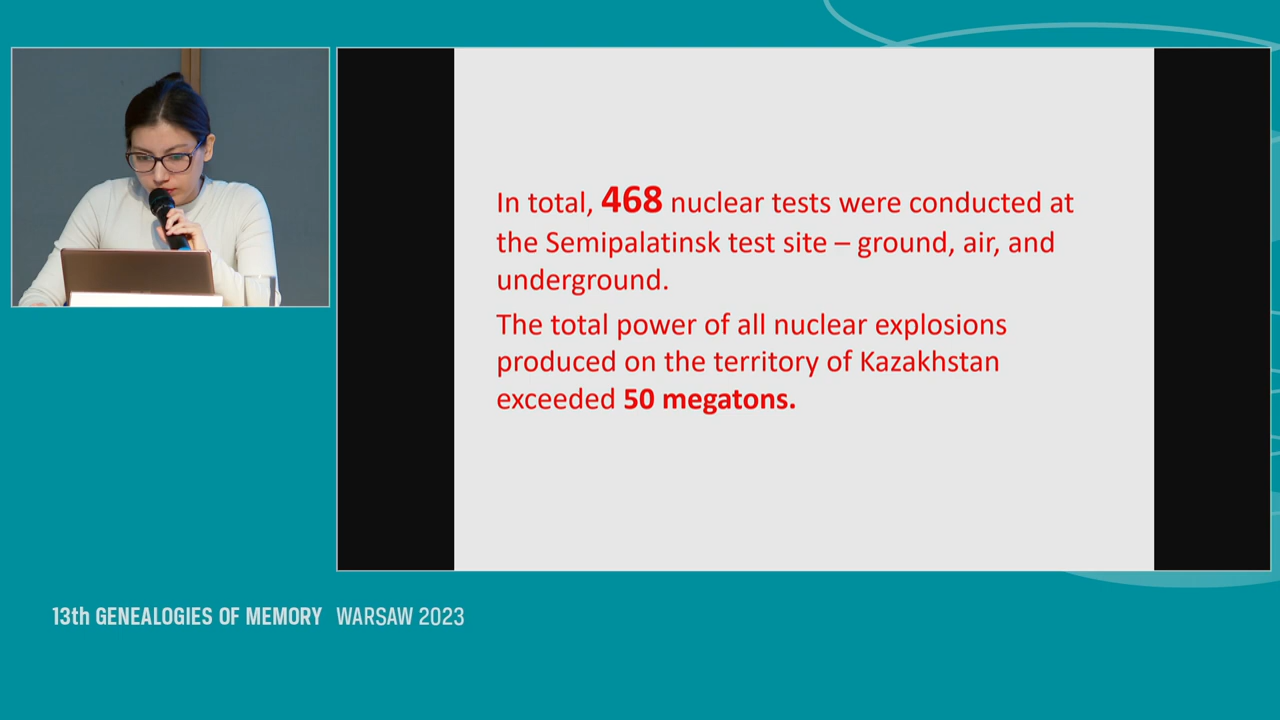 In total, 468 nuclear tests were conducted at
the Semipalatinsk test site – ground, air, and
underground.
The total power of all nuclear explosions
produced on the territory of Kazakhstan
exceeded 50 megatons.
13th GENEALOGIES OF MEMORY WARSAW 2023